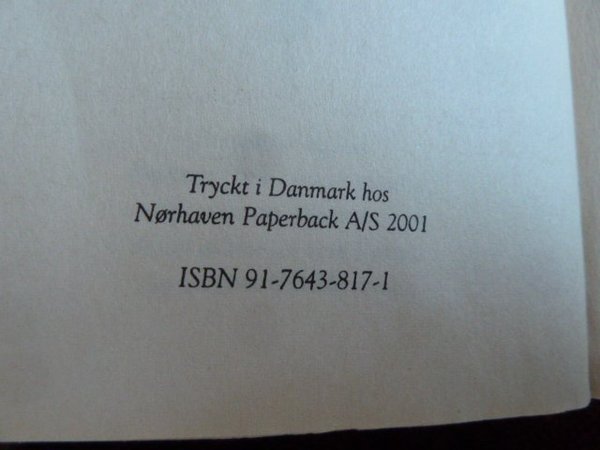 Tryckt i Danmark hos
Nørhaven Paperback A/S 2001
ISBN 91-7643-817-1